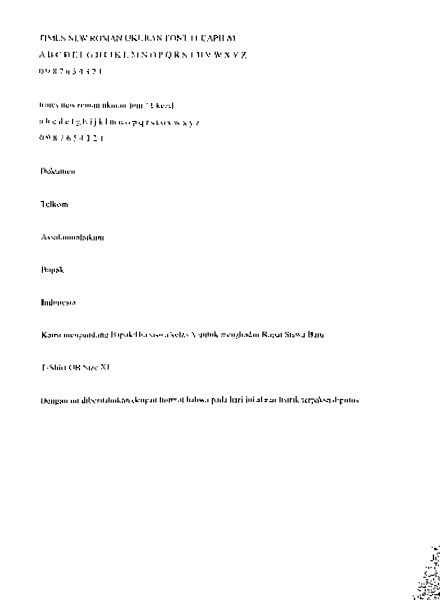 TIMES NEW ROMAN UKURAN FONT 11 CAPITAL
A B C D E F G H I J K L M N O P Q R S T U V W X Y Z
0 9 8 7 6 5 4 3 2 1
times new roman ukuran font 11 kecil
a b c d e f g h i j k l m n o p q r s t u v w x y z
0 9 8 7 6 5 4 3 2 1
Dokumen
Telkom
Assalamualaikum
Bapak
Indonesia
Kami mengundang Bapak/Ibu siswa kelas X untuk menghadiri Rapat Siswa Baru
T-Shirt OR Size XL
Dengan ini diberitahukan dengan hormat bahwa pada hari ini aliran listrik terpaksa diputus